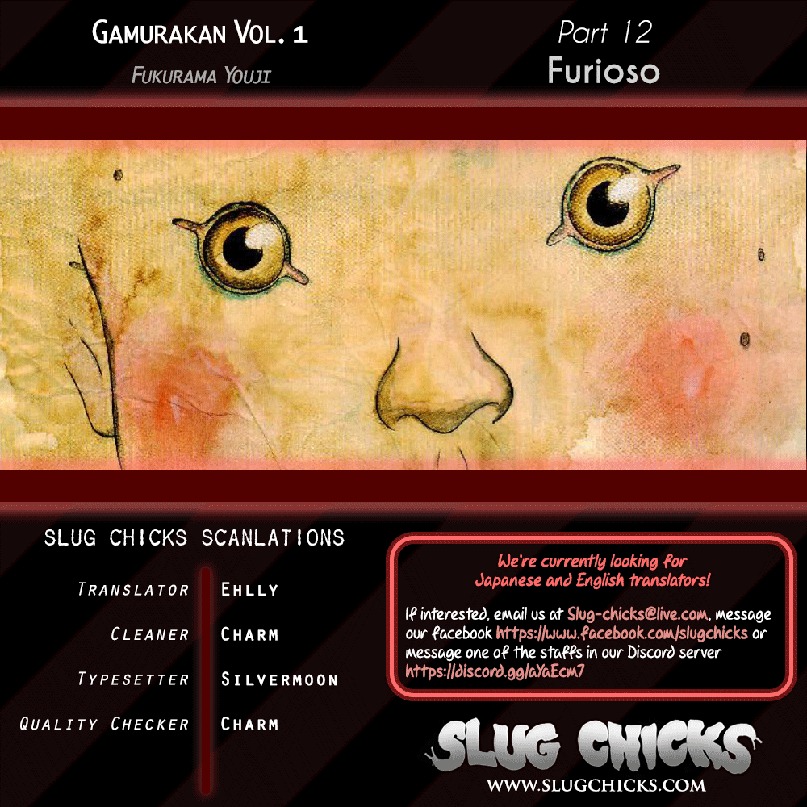 Gamurakan Vol. 1
Fukurama Youji
Part 12
Furioso
SLUG CHICKS SCANLATIONS
Translator Ehlly
Cleaner Charm
Typesetter Silvermoon
Quality Checker Charm
We're currently looking for
Japanese and English translators!
If interested, email us at Slug-chicks@live.com, message
our facebook https://www.facebook.com/slugchicks or
message one of the staffs in our Discord server
https://discord.gg/aYaEcm7
SLUG CHICKS
WWW.SLUGCHICKS.COM